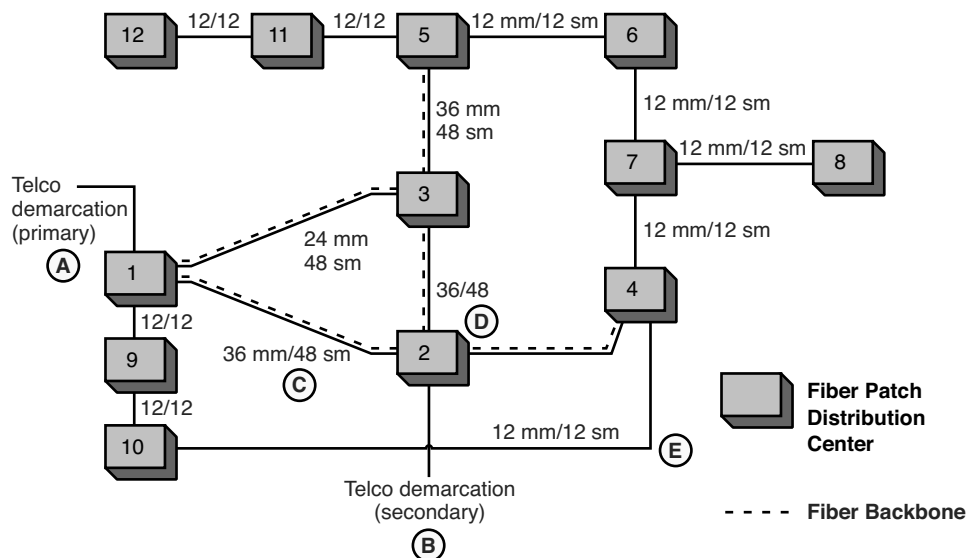 12
12/12
11
12/12
5
12 mm/12 sm
6
36 mm
48 sm
12 mm/12 sm
7
12 mm/12 sm
8
Telco
demarcation
(primary)
A
3
24 mm
48 sm
12 mm/12 sm
1
4
36/48
D
12/12
9
36 mm/48 sm
C
2
12/12
10
12 mm/12 sm
E
Fiber Patch
Distribution
Center
Telco demarcation
(secondary)
B
Fiber Backbone